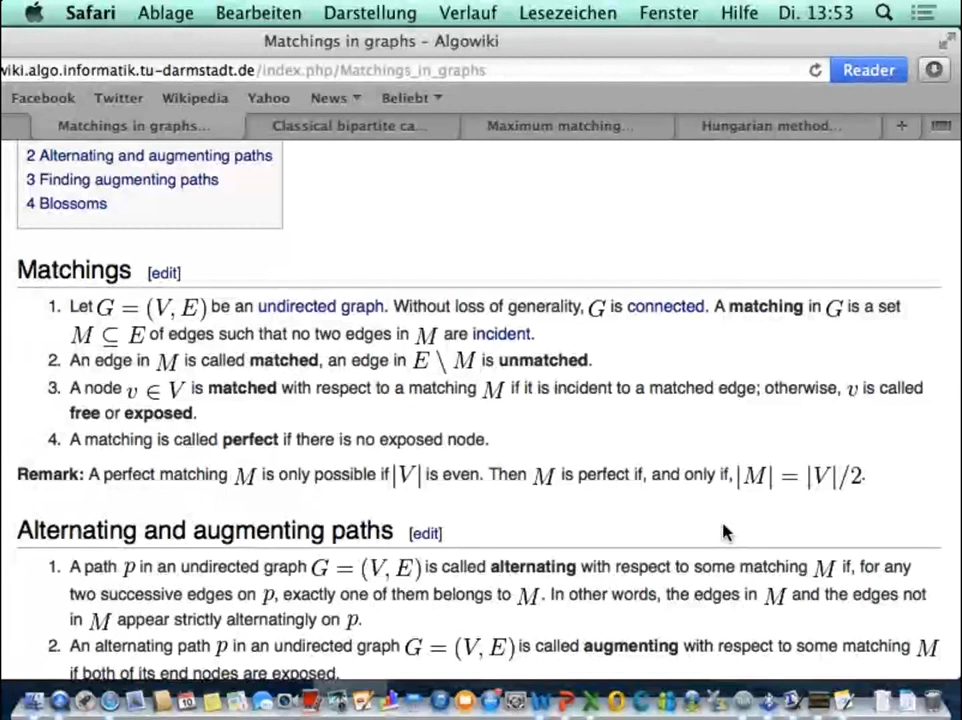 Safari Ablage Bearbeiten Darstellung Verlauf Lesezeichen Fenster Hilfe Di. 13:53
Matchings in graphs – Algowiki
wiki.algo.informatik.tu-darmstadt.de/index.php/Matchings_in_graphs Reader
Facebook Twitter Wikipedia Yahoo News ▾ Beliebt ▾
Matchings in graphs... Classical bipartite ca... Maximum matching... Hungarian method... +
2 Alternating and augmenting paths
3 Finding augmenting paths
4 Blossoms
Matchings [edit]
1. Let G = (V, E) be an undirected graph. Without loss of generality, G is connected. A matching in G is a set
M ⊆ E of edges such that no two edges in M are incident.
2. An edge in M is called matched, an edge in E \ M is unmatched.
3. A node v ∈ V is matched with respect to a matching M if it is incident to a matched edge; otherwise, v is called
free or exposed.
4. A matching is called perfect if there is no exposed node.
Remark: A perfect matching M is only possible if |V| is even. Then M is perfect if, and only if, |M| = |V|/2.
Alternating and augmenting paths [edit]
1. A path p in an undirected graph G = (V, E) is called alternating with respect to some matching M if, for any
two successive edges on p, exactly one of them belongs to M. In other words, the edges in M and the edges not
in M appear strictly alternatingly on p.
2. An alternating path p in an undirected graph G = (V, E) is called augmenting with respect to some matching M
if both of its end nodes are exposed.